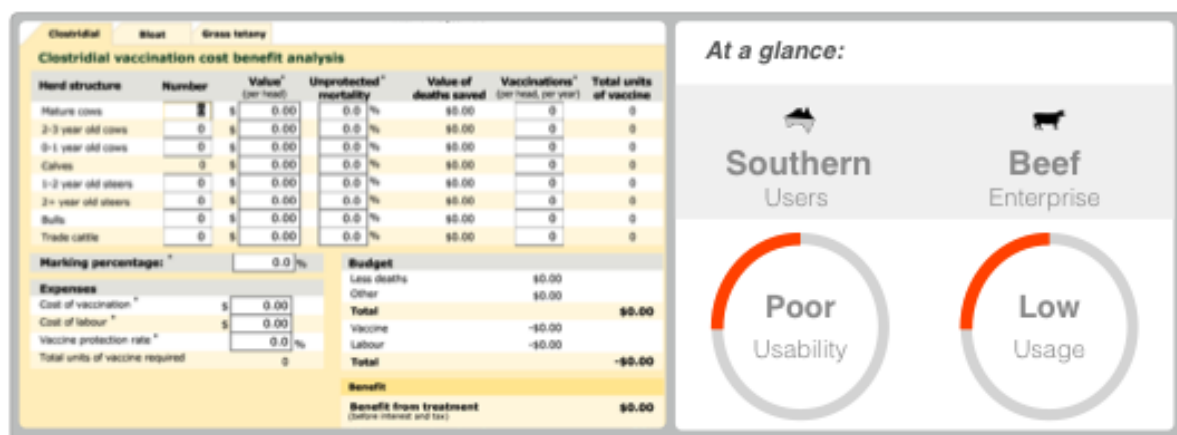 Clostridial Bloat Grass tetany
Clostridial vaccination cost benefit analysis
Herd structure Number Value* (per head) Unprotected* mortality Value of deaths saved Vaccinations* (per head, per year) Total units of vaccine
Mature cows $ 0.00 0.0 % $0.00 0 0
2-3 year old cows 0 $ 0.00 0.0 % $0.00 0 0
0-1 year old cows 0 $ 0.00 0.0 % $0.00 0 0
Calves 0 $ 0.00 0.0 % $0.00 0 0
1-2 year old steers 0 $ 0.00 0.0 % $0.00 0 0
2+ year old steers 0 $ 0.00 0.0 % $0.00 0 0
Bulls 0 $ 0.00 0.0 % $0.00 0 0
Trade cattle 0 $ 0.00 0.0 % $0.00 0 0
Marking percentage: * 0.0 %
Expenses
Cost of vaccination * $ 0.00
Cost of labour * $ 0.00
Vaccine protection rate * 0.0 %
Total units of vaccine required 0
Budget
Less deaths $0.00
Other $0.00
Total $0.00
Vaccine -$0.00
Labour -$0.00
Total -$0.00
Benefit
Benefit from treatment $0.00
(before interest and tax)
At a glance:
Southern
Users
Beef
Enterprise
Poor
Usability
Low
Usage